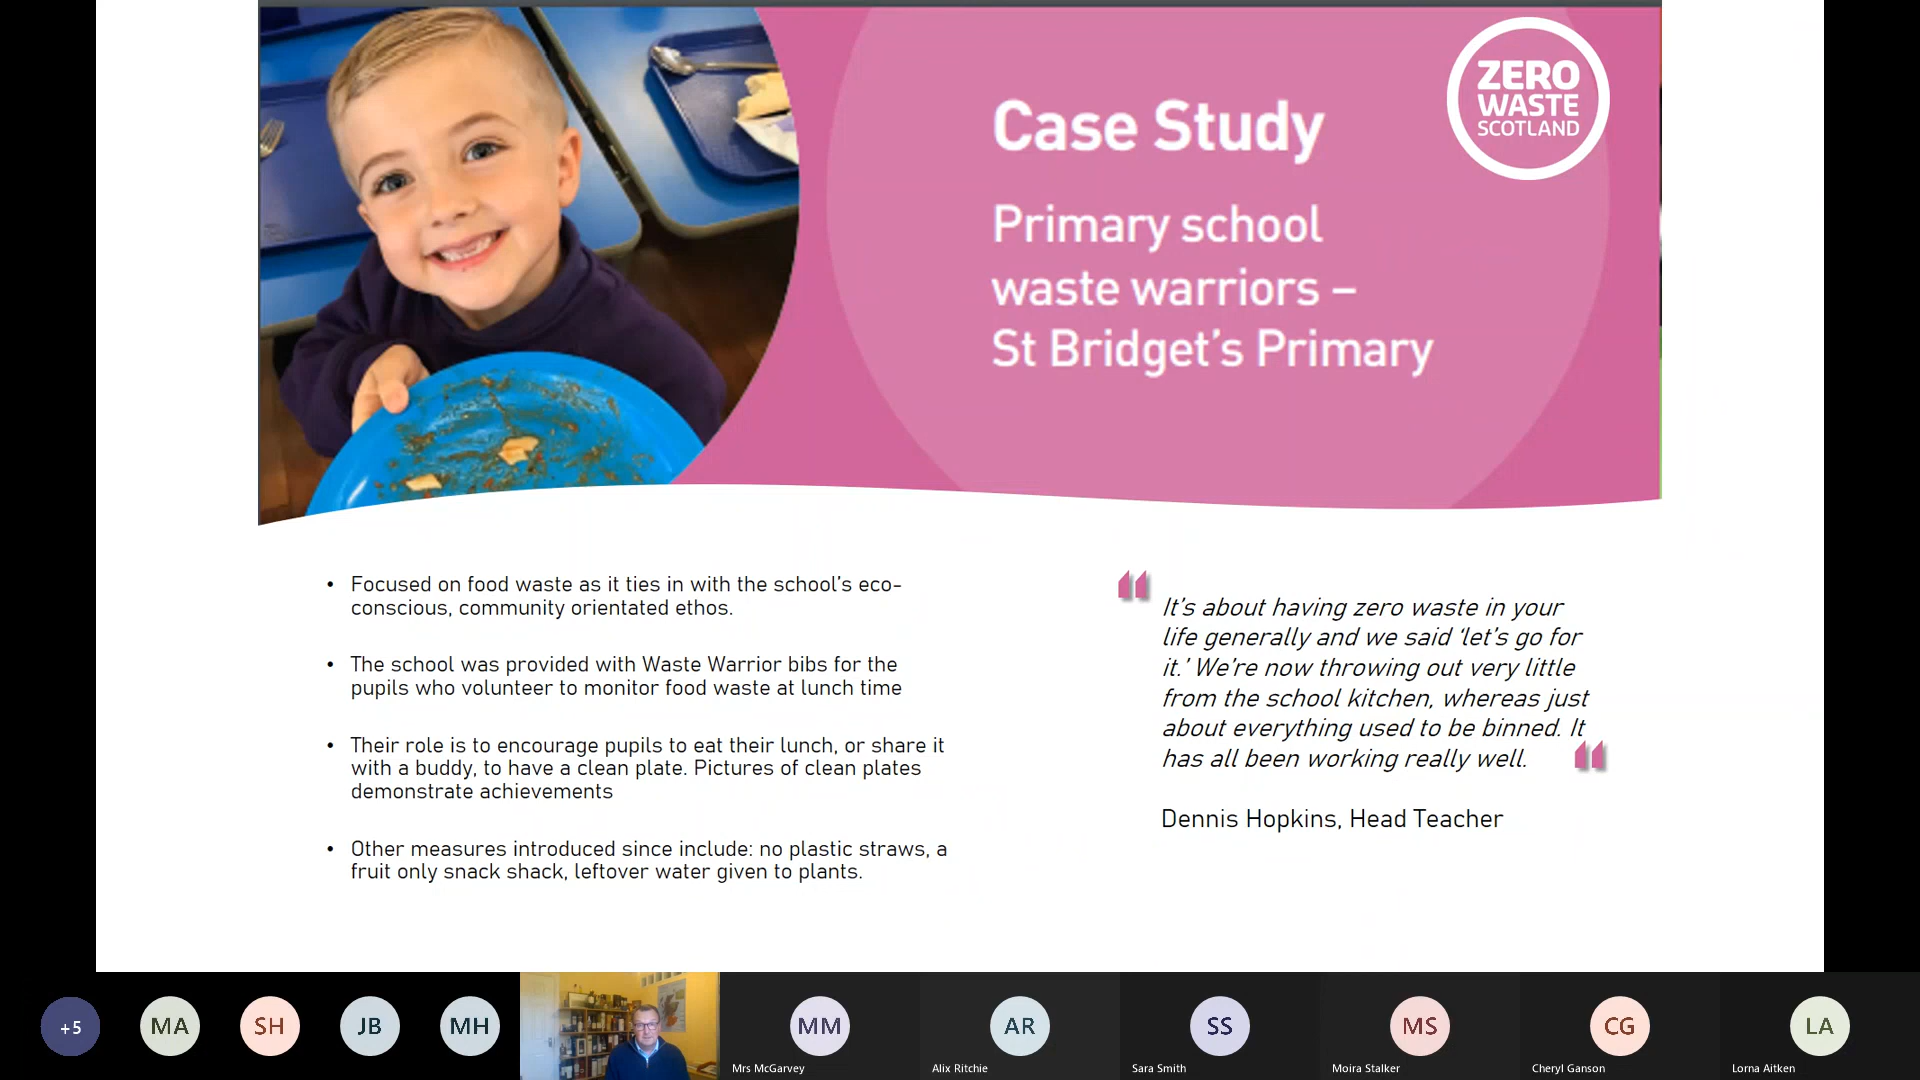 ZERO
WASTE
SCOTLAND
Case Study
Primary school
waste warriors –
St Bridget's Primary
• Focused on food waste as it ties in with the school's eco-
conscious, community orientated ethos.
• The school was provided with Waste Warrior bibs for the
pupils who volunteer to monitor food waste at lunch time
• Their role is to encourage pupils to eat their lunch, or share it
with a buddy, to have a clean plate. Pictures of clean plates
demonstrate achievements
• Other measures introduced since include: no plastic straws, a
fruit only snack shack, leftover water given to plants.
It's about having zero waste in your
life generally and we said 'let's go for
it.' We're now throwing out very little
from the school kitchen, whereas just
about everything used to be binned. It
has all been working really well.
Dennis Hopkins, Head Teacher
+5
MA
SH
JB
MH
MM
Mrs McGarvey
AR
Alix Ritchie
SS
Sara Smith
MS
Moira Stalker
CG
Cheryl Ganson
LA
Lorna Aitken